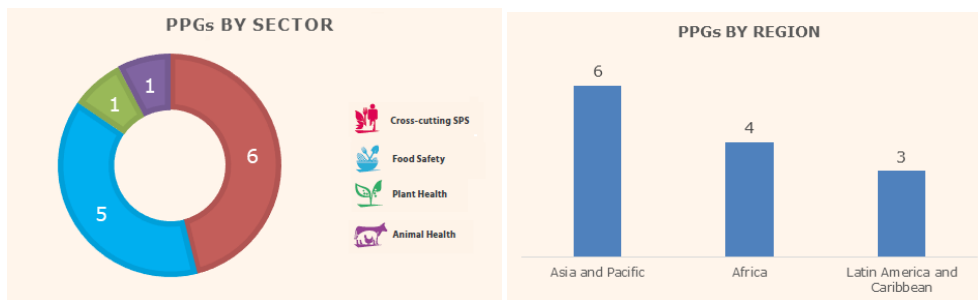 PPGs BY SECTOR
1
1
6
5
Cross-cutting SPS
Food Safety
Plant Health
Animal Health
PPGs BY REGION
6
4
3
Asia and Pacific
Africa
Latin America and
Caribbean